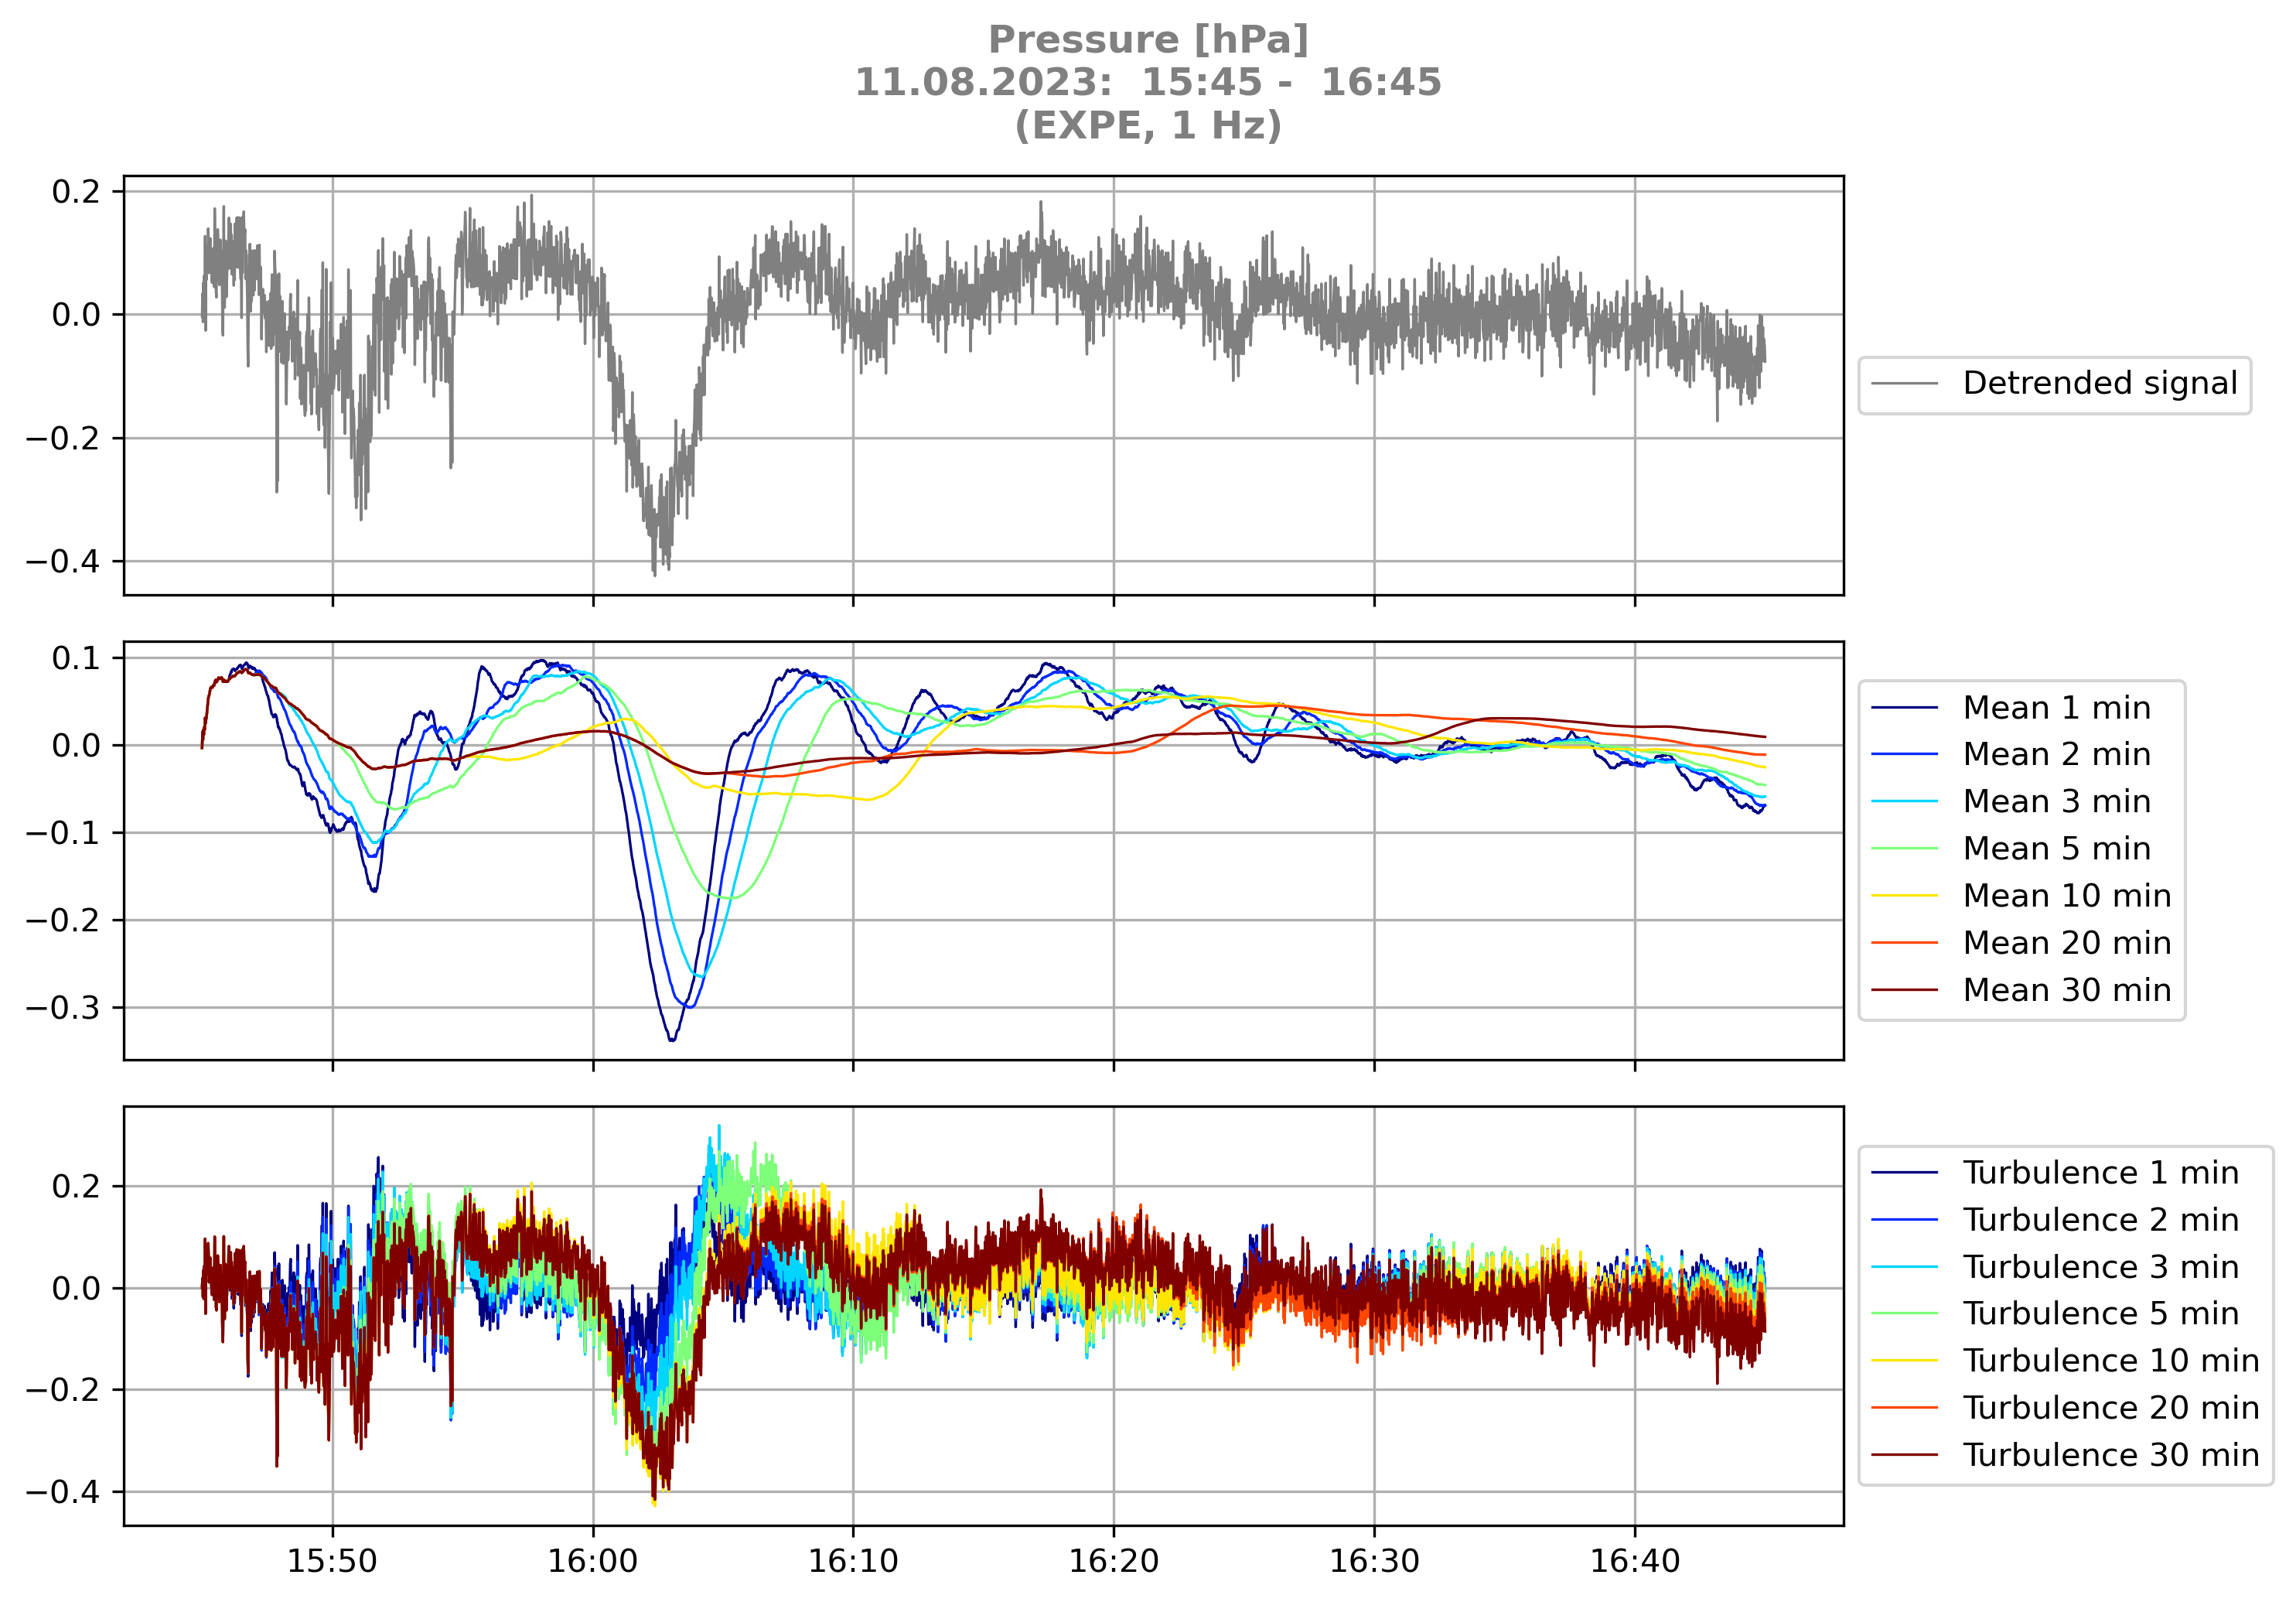 Pressure [hPa]
11.08.2023:  15:45 -  16:45
(EXPE, 1 Hz)
0.2
0.0
−0.2
−0.4
Detrended signal
0.1
0.0
−0.1
−0.2
−0.3
Mean 1 min
Mean 2 min
Mean 3 min
Mean 5 min
Mean 10 min
Mean 20 min
Mean 30 min
0.2
0.0
−0.2
−0.4
15:50
16:00
16:10
16:20
16:30
16:40
Turbulence 1 min
Turbulence 2 min
Turbulence 3 min
Turbulence 5 min
Turbulence 10 min
Turbulence 20 min
Turbulence 30 min